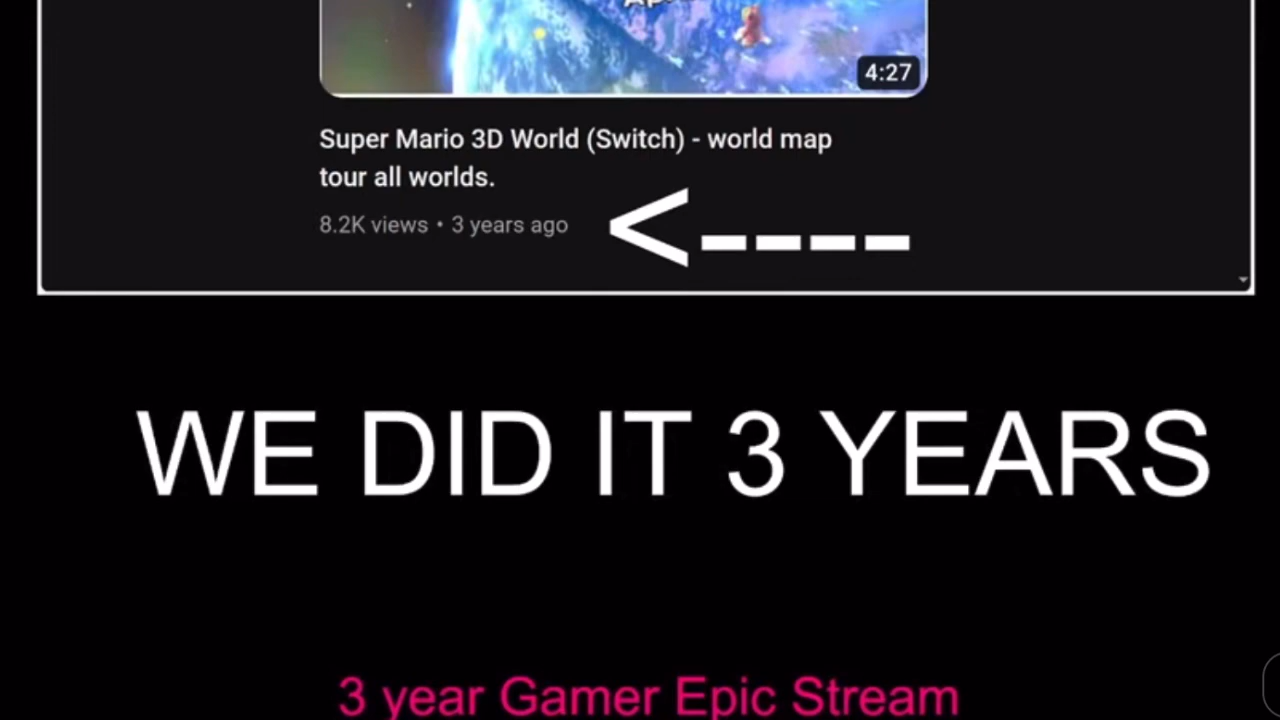 4:27
Super Mario 3D World (Switch) - world map
tour all worlds.
8.2K views • 3 years ago <----
WE DID IT 3 YEARS
3 year Gamer Epic Stream